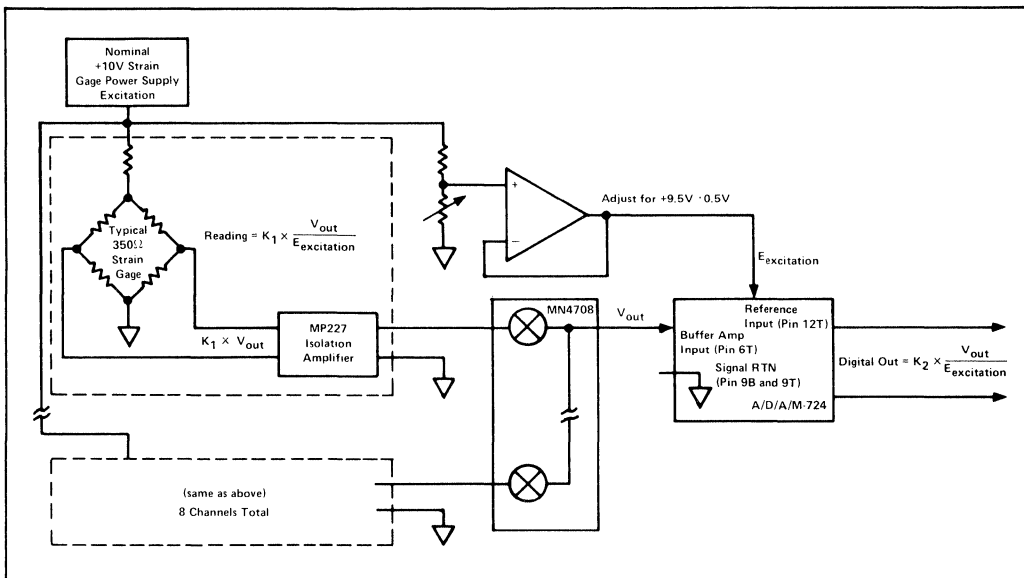 Nominal
+10V Strain
Gage Power Supply
Excitation
Typical
350Ω
Strain
Gage
Reading = K1 × Vout / Eexcitation
+
−
Adjust for +9.5V ·0.5V
Eexcitation
K1 × Vout
MP227
Isolation
Amplifier
MN4708
Vout
Reference
Input (Pin 12T)
Buffer Amp
Input (Pin 6T)
Signal RTN
(Pin 9B and 9T)
A/D/A/M-724
Digital Out = K2 × Vout / Eexcitation
(same as above)
8 Channels Total